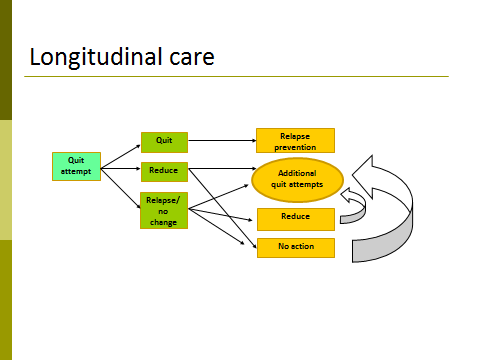 Longitudinal care
Quit
attempt
Quit
Reduce
Relapse/
no
change
Relapse
prevention
Additional
quit attempts
Reduce
No action